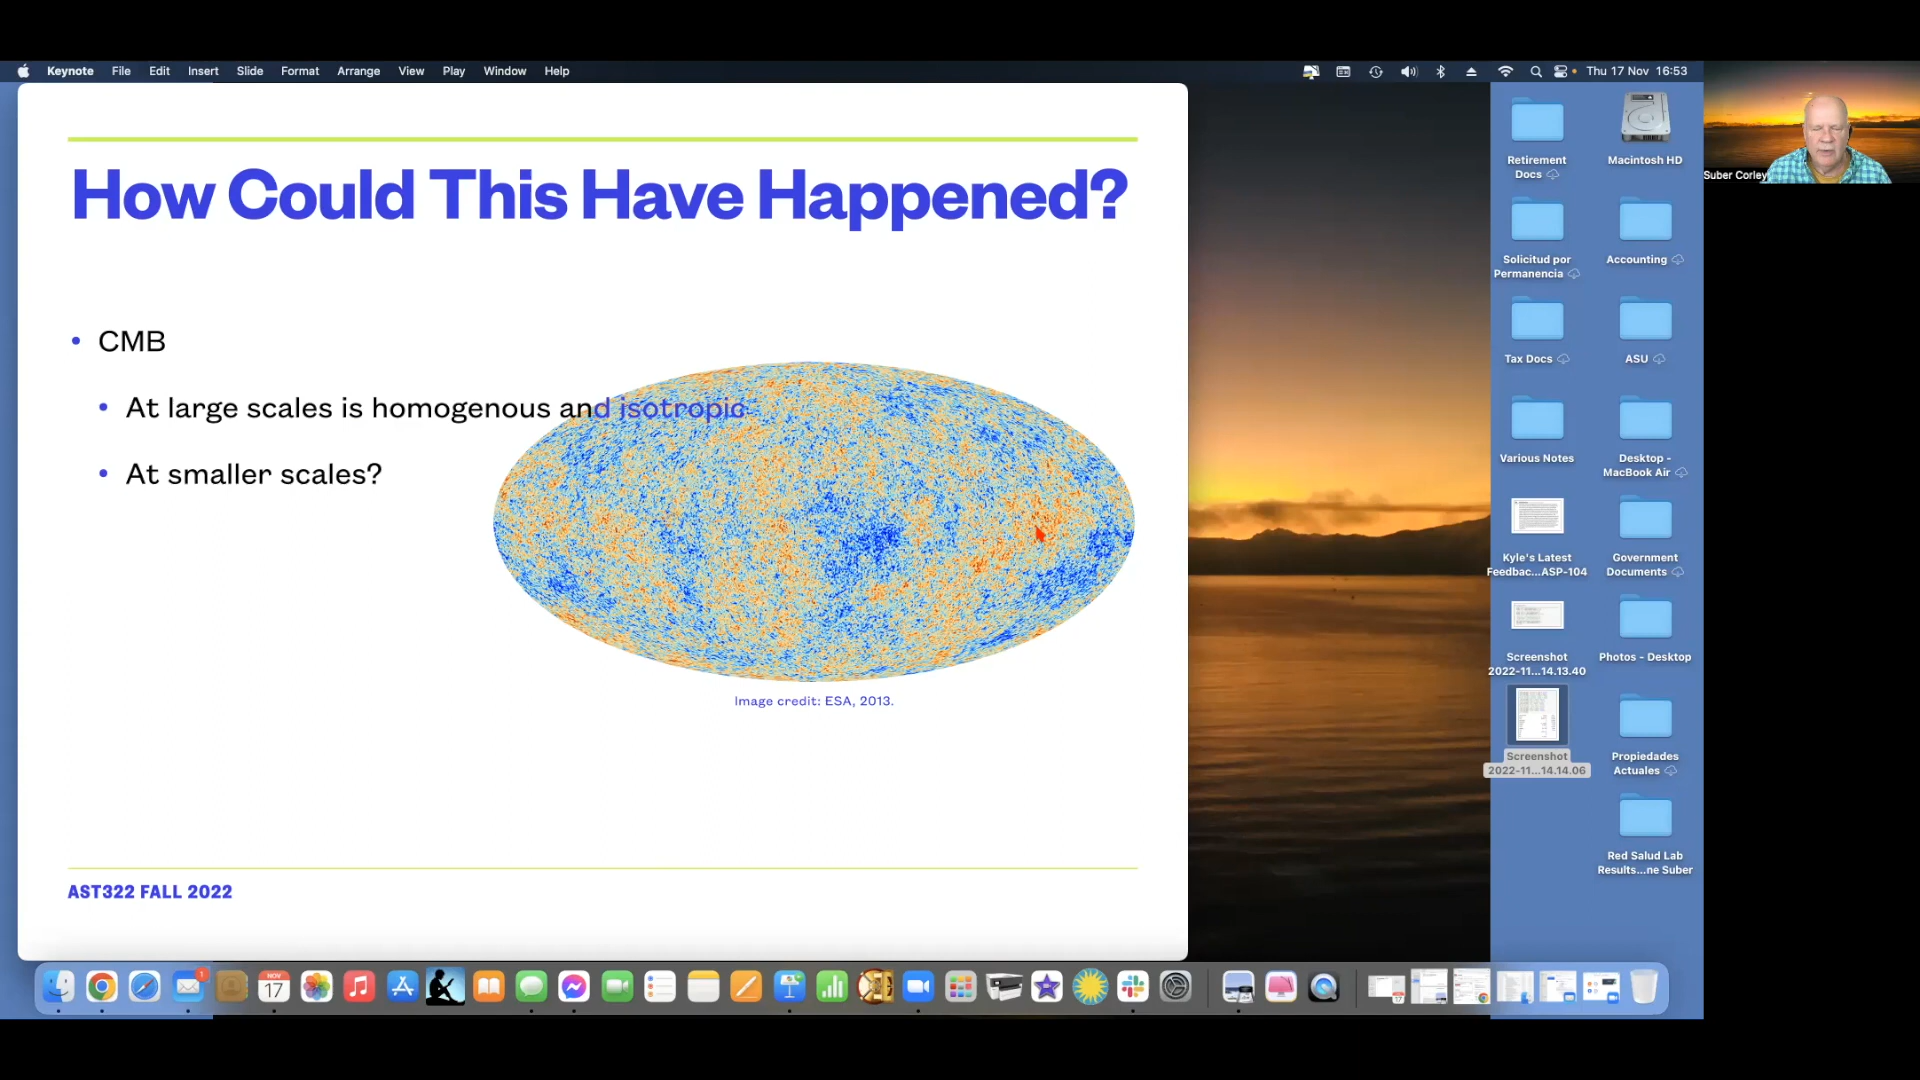 Keynote File Edit Insert Slide Format Arrange View Play Window Help
Thu 17 Nov 16:53
How Could This Have Happened?
• CMB
• At large scales is homogenous and isotropic
• At smaller scales?
Image credit: ESA, 2013.
AST322 FALL 2022
Retirement
Docs
Macintosh HD
Solicitud por
Permanencia
Accounting
Tax Docs
ASU
Various Notes
Desktop -
MacBook Air
Kyle's Latest
Feedbac...ASP-104
Government
Documents
Screenshot
2022-11...14.13.40
Photos - Desktop
Screenshot
2022-11...14.14.06
Propiedades
Actuales
Red Salud Lab
Results...ne Suber
Suber Corley
1
NOV
17